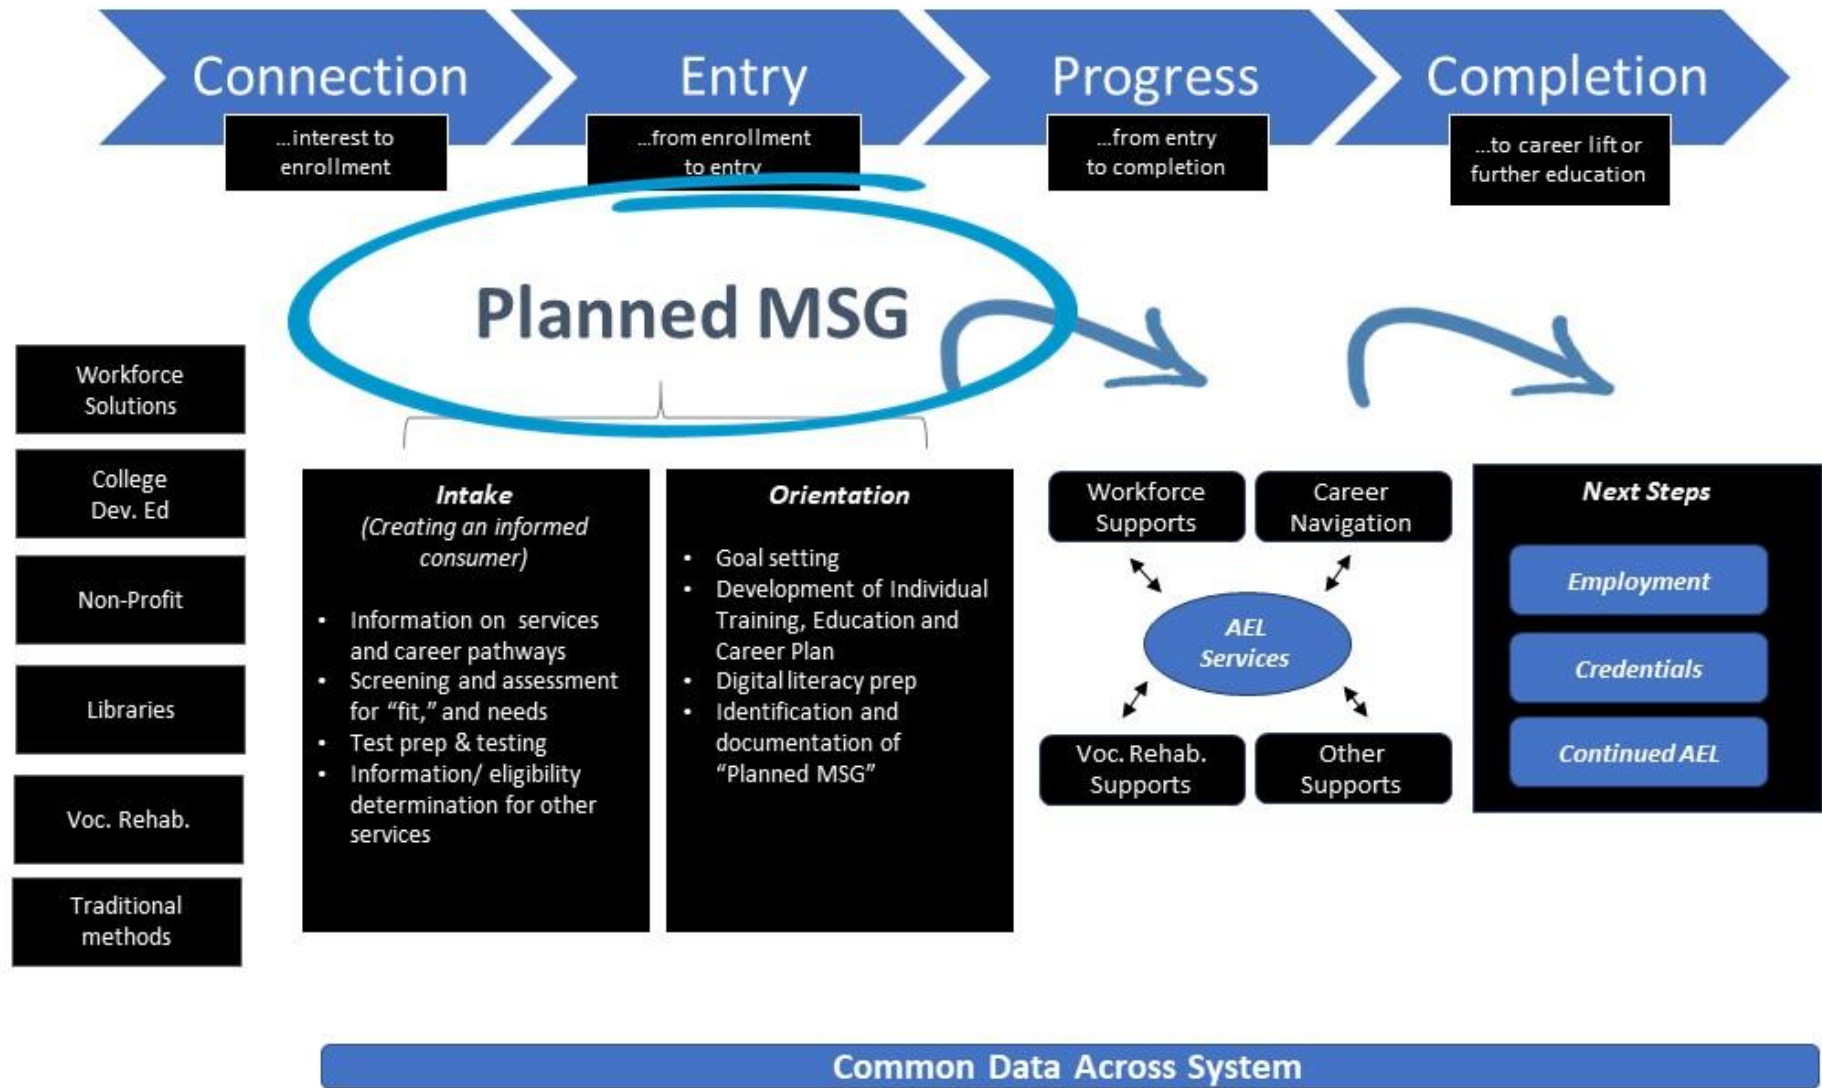 Connection
Entry
Progress
Completion
...interest to
enrollment
...from enrollment
to entry
...from entry
to completion
...to career lift or
further education
Planned MSG
Workforce
Solutions
College
Dev. Ed
Non-Profit
Libraries
Voc. Rehab.
Traditional
methods
Intake
(Creating an informed
consumer)
• Information on services
and career pathways
• Screening and assessment
for “fit,” and needs
• Test prep & testing
• Information/ eligibility
determination for other
services
Orientation
• Goal setting
• Development of Individual
Training, Education and
Career Plan
• Digital literacy prep
• Identification and
documentation of
“Planned MSG”
Workforce
Supports
Career
Navigation
AEL
Services
Voc. Rehab.
Supports
Other
Supports
Next Steps
Employment
Credentials
Continued AEL
Common Data Across System